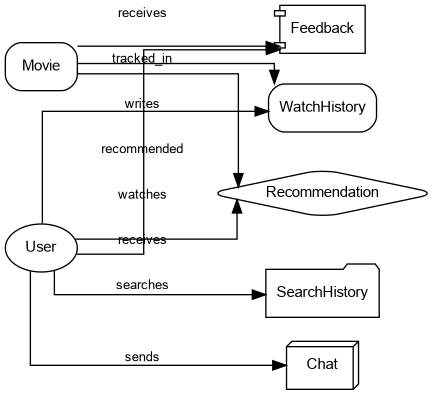 receives
Feedback
Movie
tracked_in
writes
WatchHistory
recommended
watches
Recommendation
receives
User
searches
SearchHistory
sends
Chat